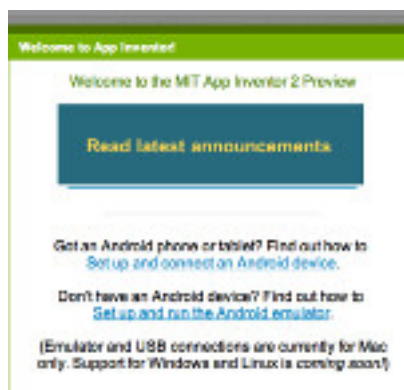 Welcome to App Inventor!
Welcome to the MIT App Inventor 2 Preview
Read latest announcements
Got an Android phone or tablet? Find out how to
Set up and connect an Android device.
Don't have an Android device? Find out how to
Set up and run the Android emulator.
(Emulator and USB connections are currently for Mac
only. Support for Windows and Linux is coming soon!)